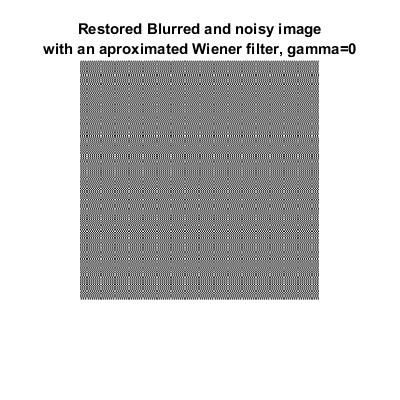 Restored Blurred and noisy image
with an aproximated Wiener filter, gamma=0